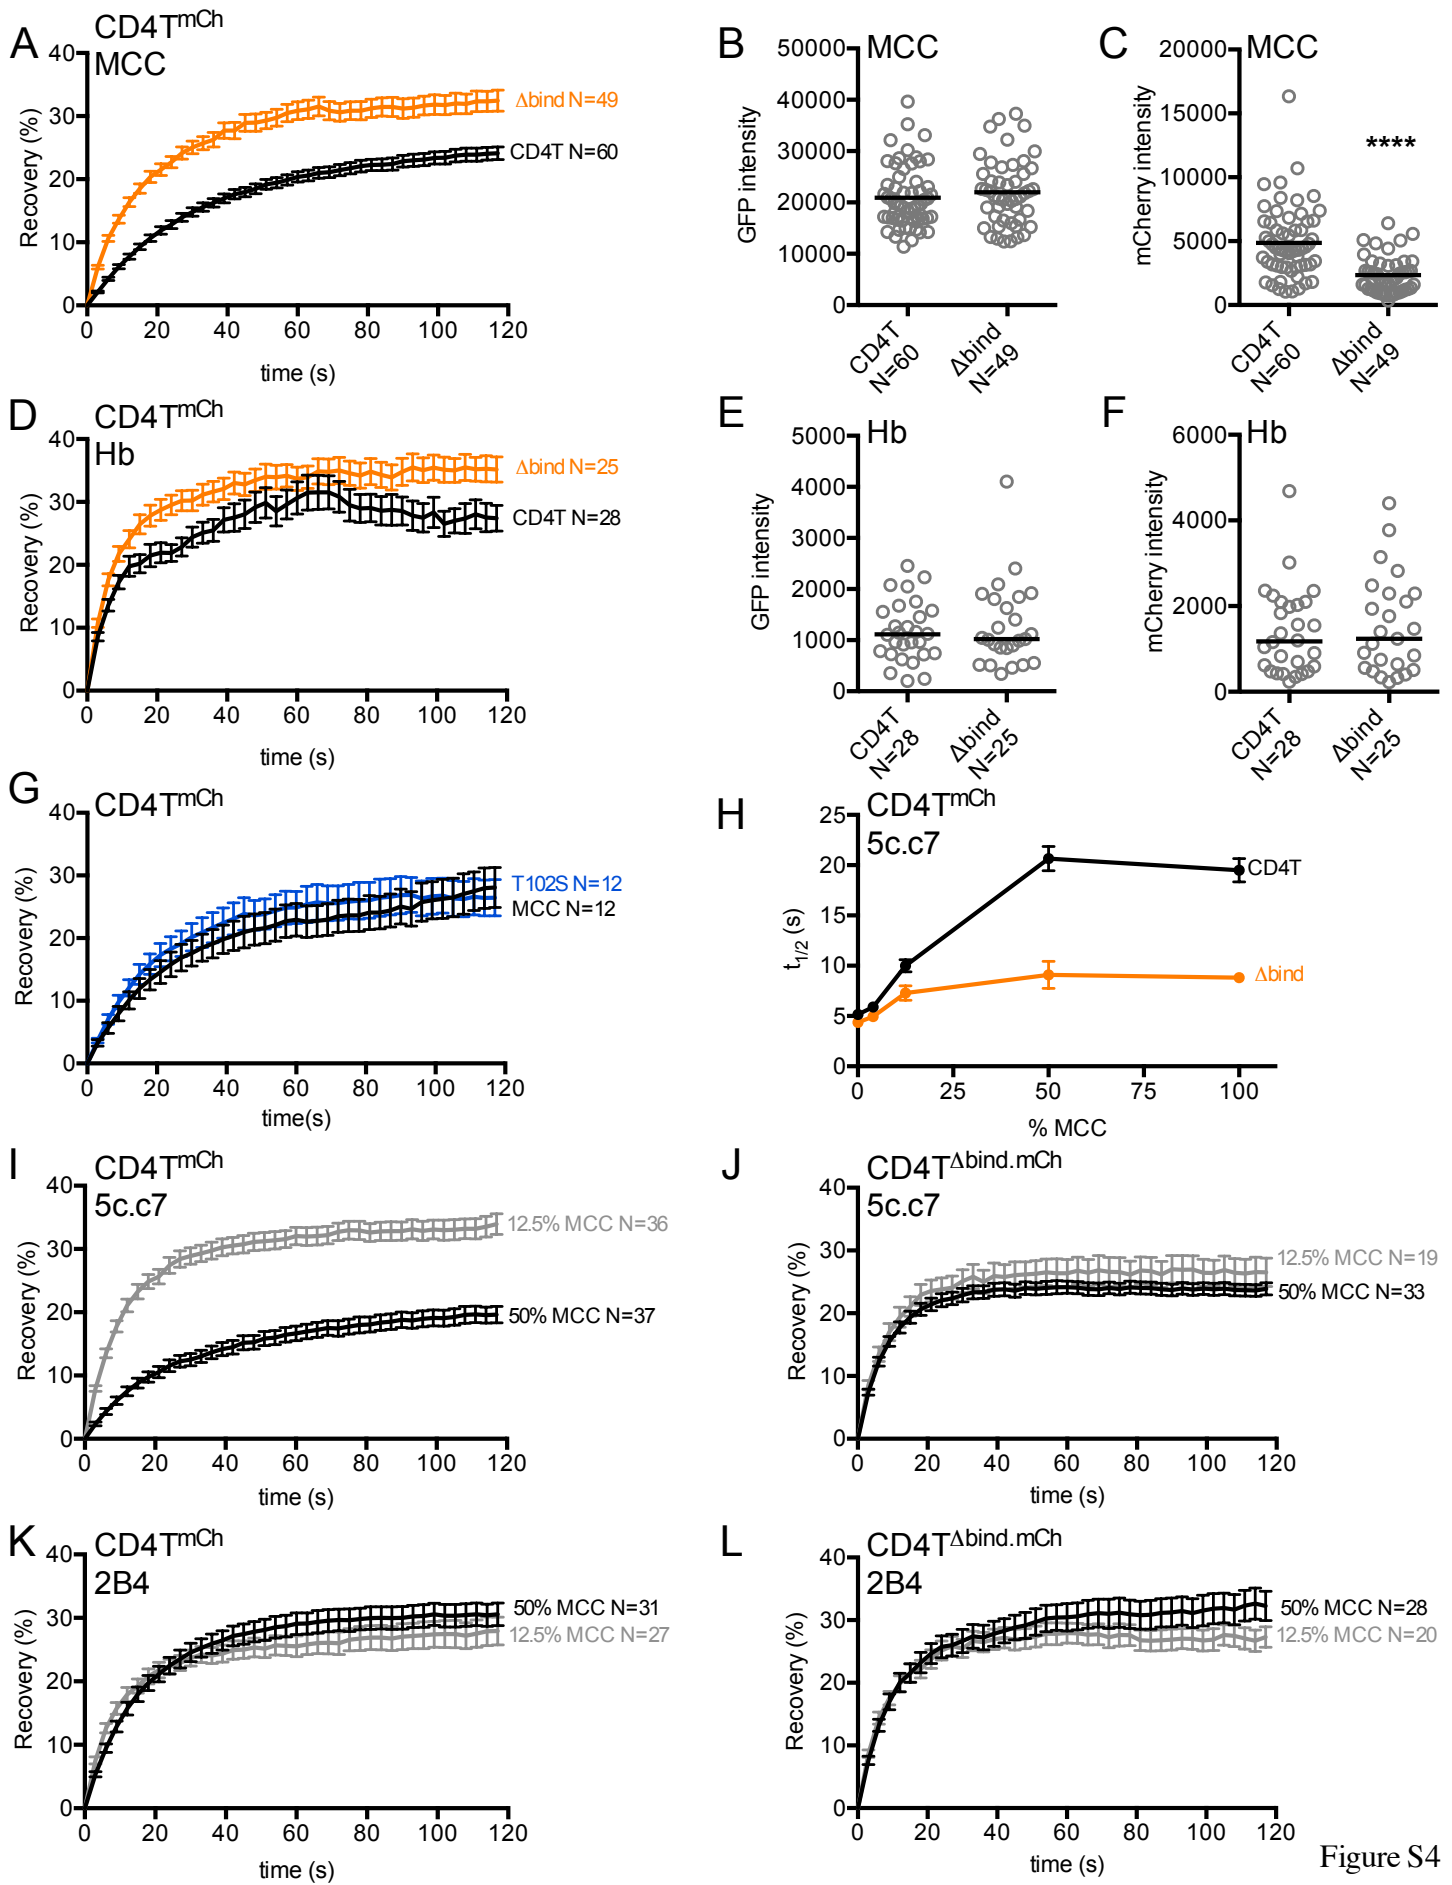 A
CD4TmCh
MCC
Recovery (%)
40
30
20
10
0
0 20 40 60 80 100 120
time (s)
Δbind N=49
CD4T N=60
B
MCC
GFP intensity
50000
40000
30000
20000
10000
0
CD4T
N=60
Δbind
N=49
C
MCC
mCherry intensity
20000
15000
10000
5000
0
****
CD4T
N=60
Δbind
N=49
D
CD4TmCh
Hb
Recovery (%)
40
30
20
10
0
0 20 40 60 80 100 120
time (s)
Δbind N=25
CD4T N=28
E
Hb
GFP intensity
5000
4000
3000
2000
1000
0
CD4T
N=28
Δbind
N=25
F
Hb
mCherry intensity
6000
4000
2000
0
CD4T
N=28
Δbind
N=25
G
CD4TmCh
Recovery (%)
40
30
20
10
0
0 20 40 60 80 100 120
time(s)
T102S N=12
MCC N=12
H
CD4TmCh
5c.c7
t1/2 (s)
25
20
15
10
5
0
0 25 50 75 100
% MCC
CD4T
Δbind
I
CD4TmCh
5c.c7
Recovery (%)
40
30
20
10
0
0 20 40 60 80 100 120
time (s)
12.5% MCC N=36
50% MCC N=37
J
CD4TΔbind.mCh
5c.c7
Recovery (%)
40
30
20
10
0
0 20 40 60 80 100 120
time (s)
12.5% MCC N=19
50% MCC N=33
K
CD4TmCh
2B4
Recovery (%)
40
30
20
10
0
0 20 40 60 80 100 120
time (s)
50% MCC N=31
12.5% MCC N=27
L
CD4TΔbind.mCh
2B4
Recovery (%)
40
30
20
10
0
0 20 40 60 80 100 120
time (s)
50% MCC N=28
12.5% MCC N=20
Figure S4